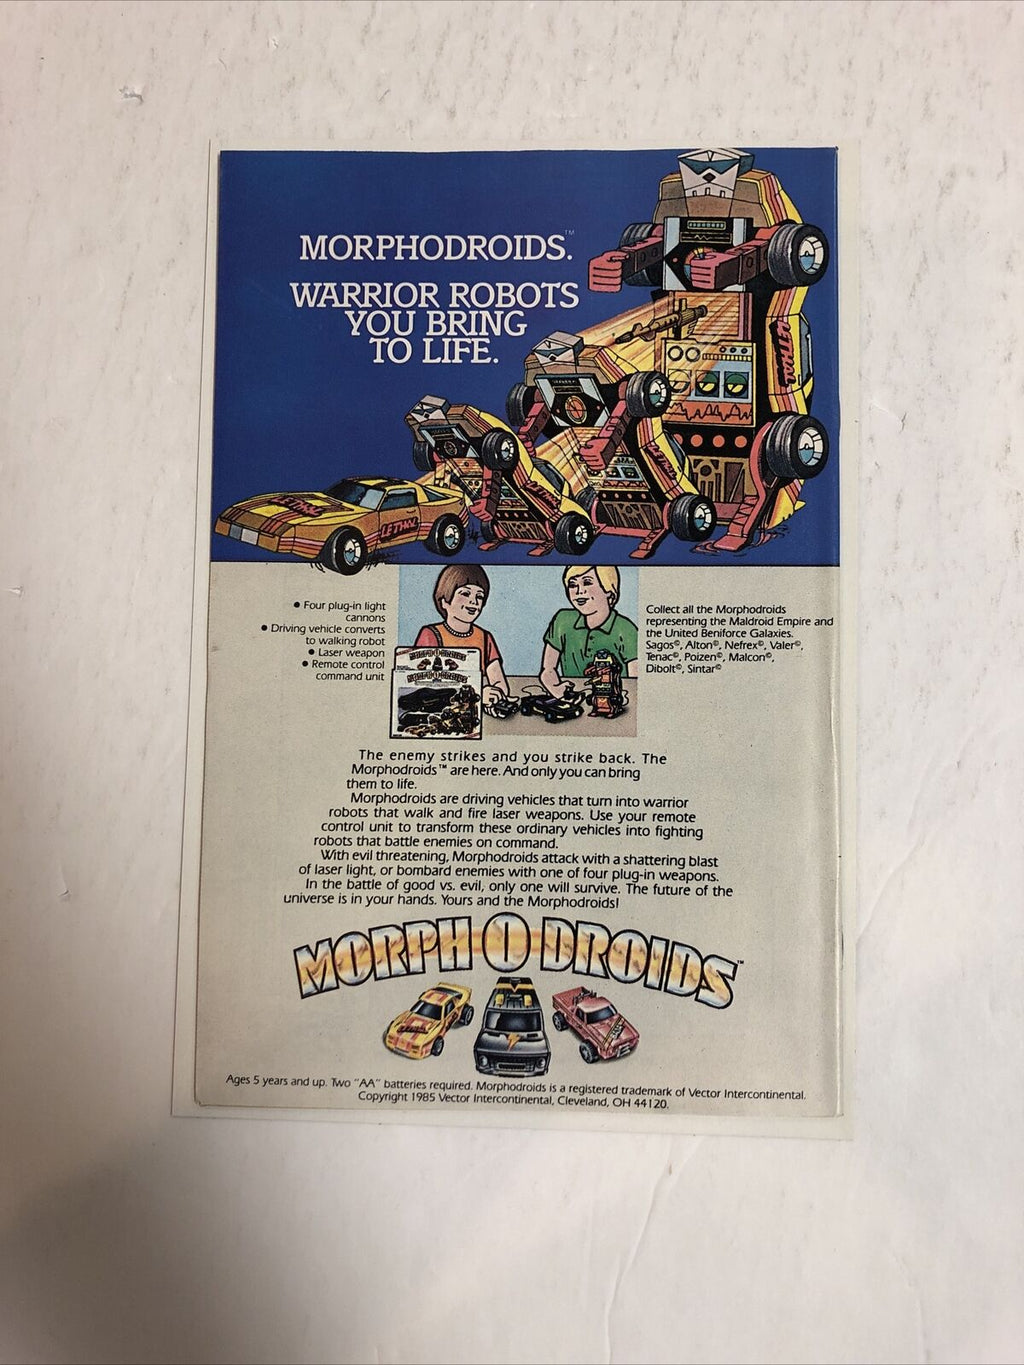 MORPHODROIDS.™
WARRIOR ROBOTS
YOU BRING
TO LIFE.
LETHAL
LETHAL
LETHAL
LETHAL
LETHAL
• Four plug-in light
cannons
• Driving vehicle converts
to walking robot
• Laser weapon
• Remote control
command unit
MORPH-O-DROIDS
MORPH-O-DROIDS
Collect all the Morphodroids
representing the Maldroid Empire and
the United Beniforce Galaxies.
Sagos©, Alton©, Nefrex©, Valer©,
Tenac©, Poizen©, Malcon©,
Dibolt©, Sintar©
The enemy strikes and you strike back. The
Morphodroids™ are here. And only you can bring
them to life.
Morphodroids are driving vehicles that turn into warrior
robots that walk and fire laser weapons. Use your remote
control unit to transform these ordinary vehicles into fighting
robots that battle enemies on command.
With evil threatening, Morphodroids attack with a shattering blast
of laser light, or bombard enemies with one of four plug-in weapons.
In the battle of good vs. evil, only one will survive. The future of the
universe is in your hands. Yours and the Morphodroids!
MORPH O DROIDS™
Ages 5 years and up. Two "AA" batteries required. Morphodroids is a registered trademark of Vector Intercontinental.
Copyright 1985 Vector Intercontinental, Cleveland, OH 44120.